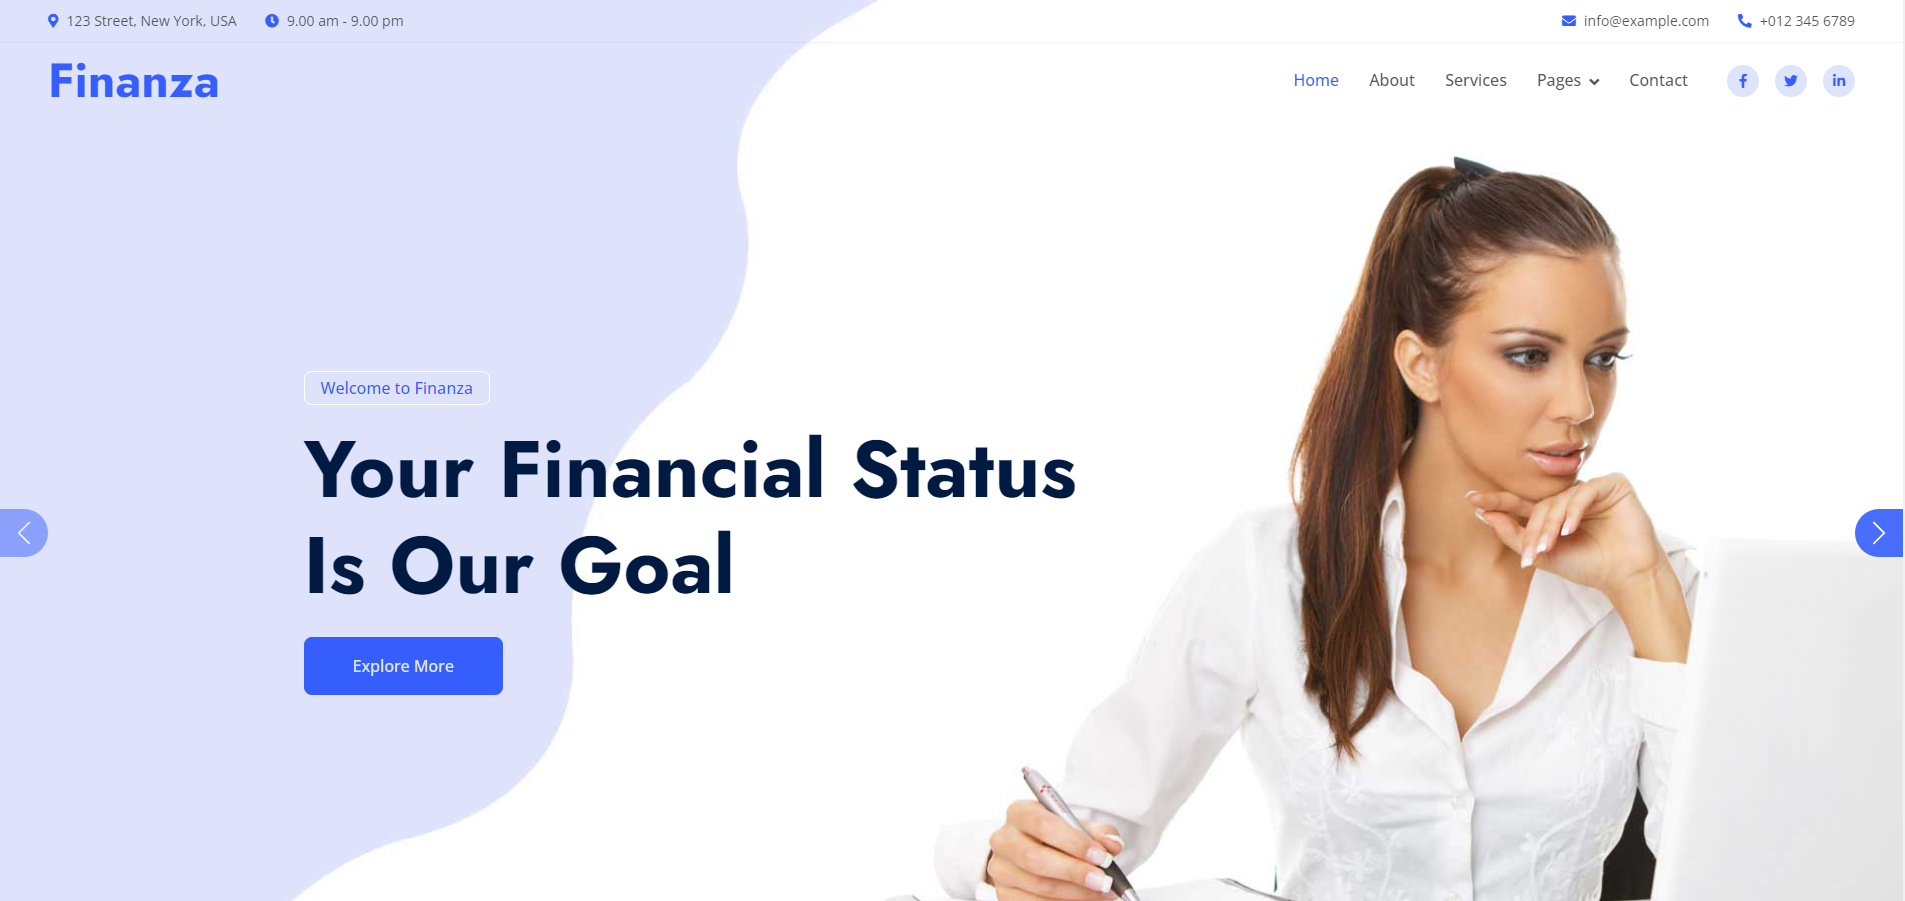 123 Street, New York, USA 9.00 am - 9.00 pm info@example.com +012 345 6789
Finanza Home About Services Pages Contact
Welcome to Finanza
Your Financial Status
Is Our Goal
Explore More